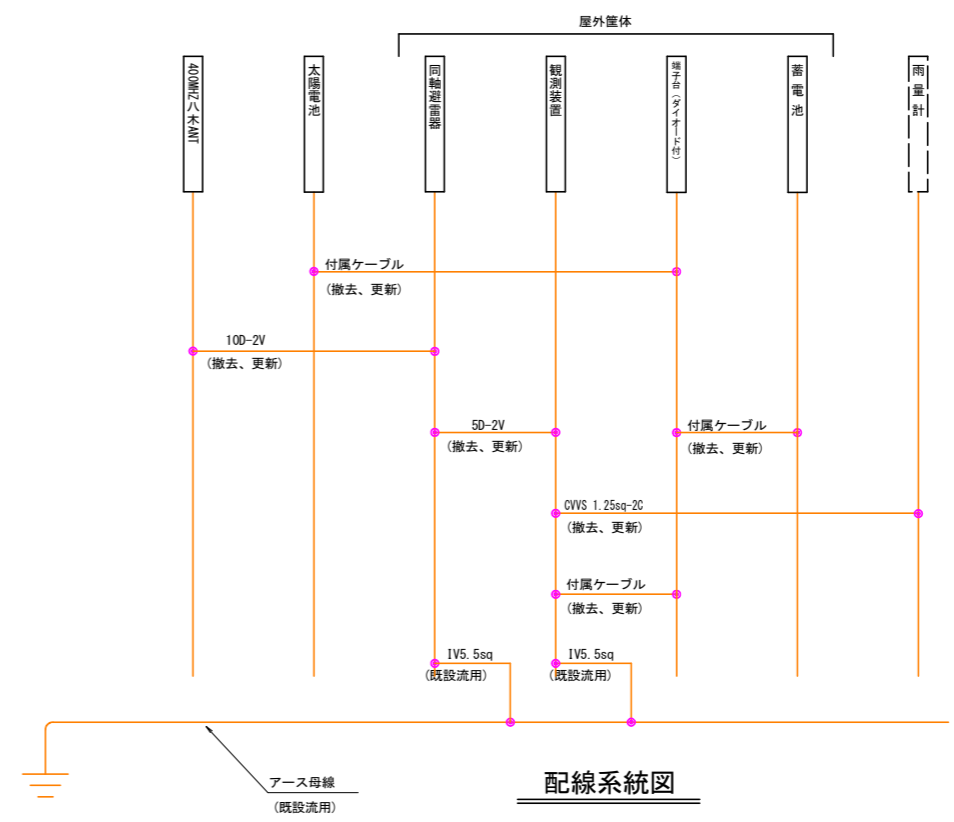 屋外筐体
400MHZ八木ANT
太陽電池
同軸避雷器
観測装置
端子台（ダイオード付）
蓄電池
雨量計
付属ケーブル
(撤去、更新)
10D-2V
(撤去、更新)
5D-2V
(撤去、更新)
付属ケーブル
(撤去、更新)
CVVS 1.25sq-2C
(撤去、更新)
付属ケーブル
(撤去、更新)
IV5.5sq
(既設流用)
IV5.5sq
(既設流用)
アース母線
(既設流用)
配線系統図